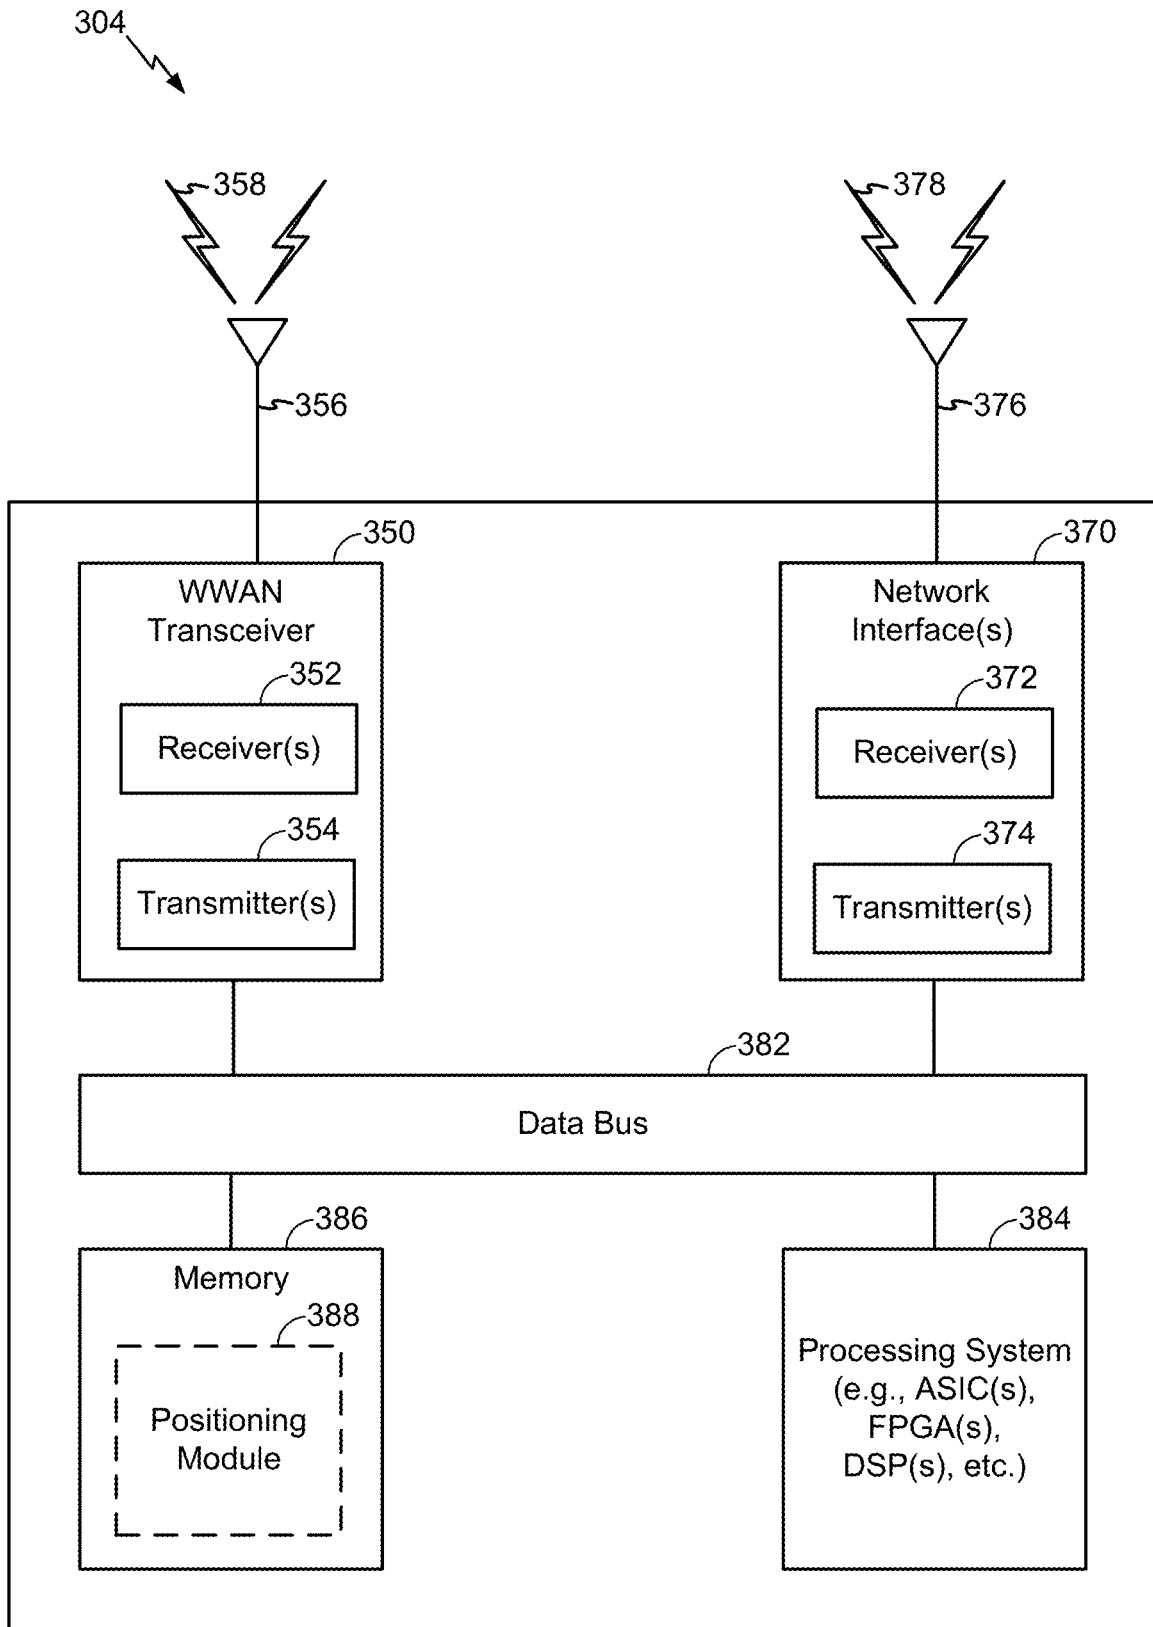 304
358
378
356
376
350
370
WWAN
Transceiver
Network
Interface(s)
352
372
Receiver(s)
Receiver(s)
354
374
Transmitter(s)
Transmitter(s)
382
Data Bus
386
384
Memory
388
Positioning
Module
Processing System
(e.g., ASIC(s),
FPGA(s),
DSP(s), etc.)